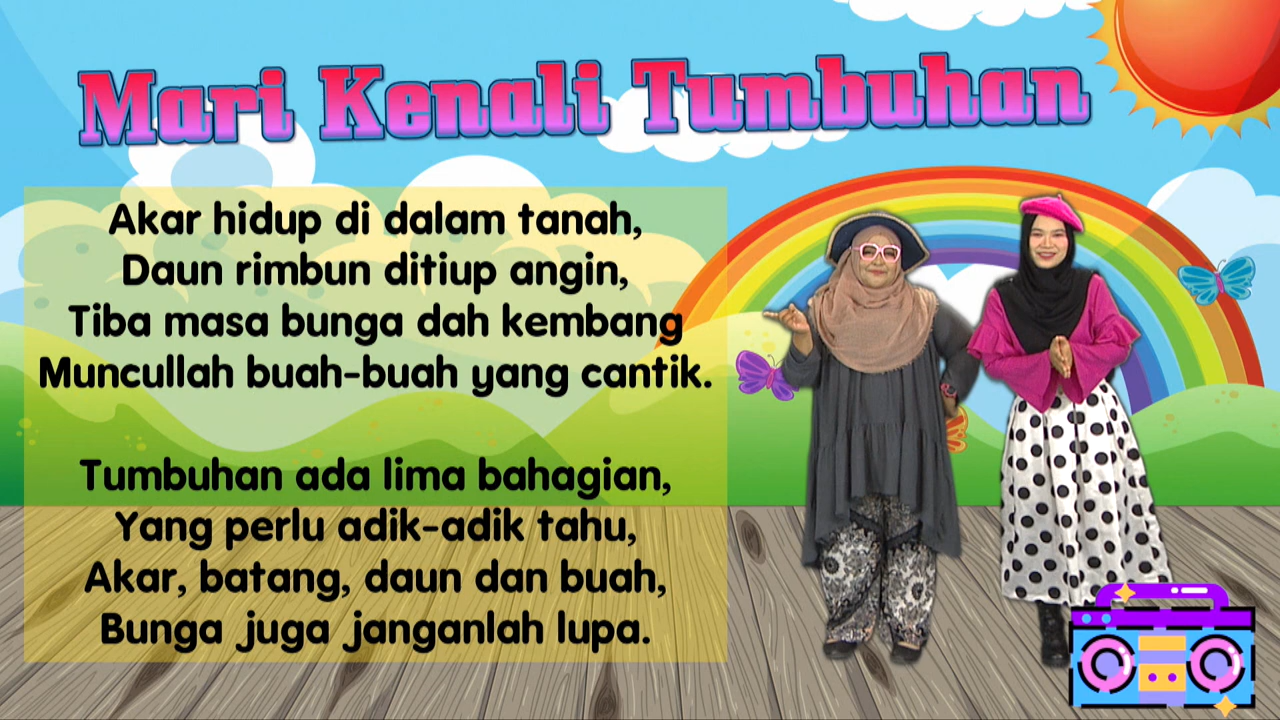 Mari Kenali Tumbuhan
Akar hidup di dalam tanah,
Daun rimbun ditiup angin,
Tiba masa bunga dah kembang
Muncullah buah-buah yang cantik.
Tumbuhan ada lima bahagian,
Yang perlu adik-adik tahu,
Akar, batang, daun dan buah,
Bunga juga janganlah lupa.